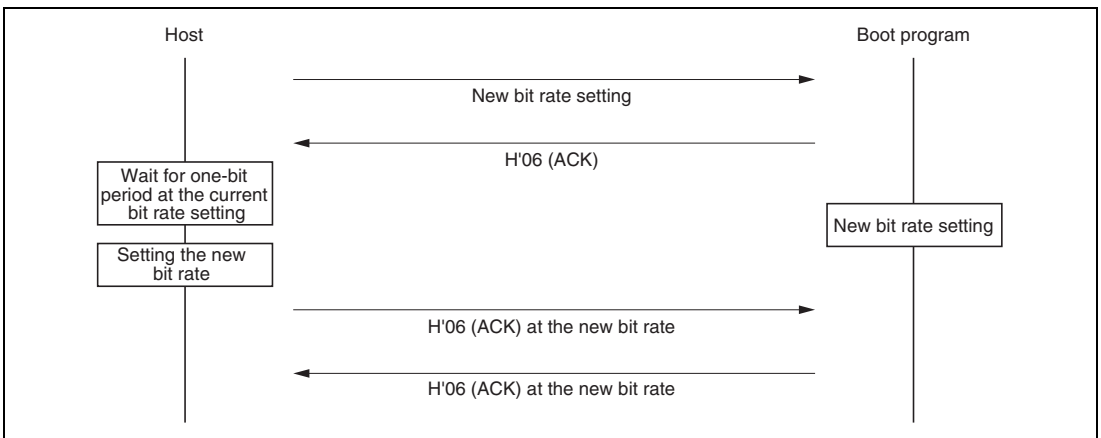 Host
Boot program
New bit rate setting
H'06 (ACK)
Wait for one-bit
period at the current
bit rate setting
New bit rate setting
Setting the new
bit rate
H'06 (ACK) at the new bit rate
H'06 (ACK) at the new bit rate